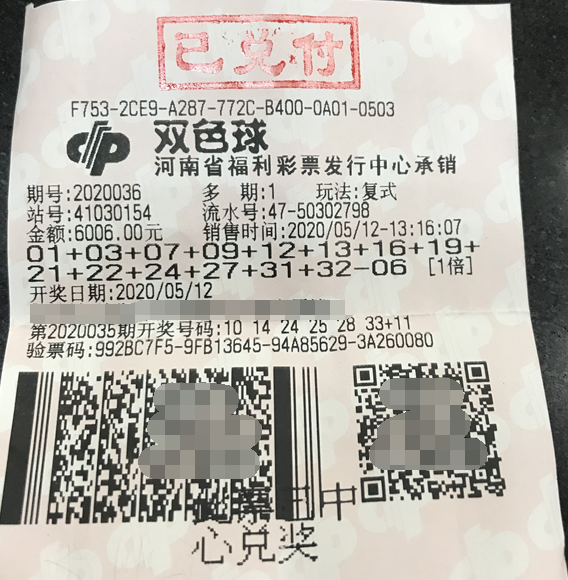 已兑付
F753-2CE9-A287-772C-B400-0A01-0503
双色球
河南省福利彩票发行中心承销
期号:2020036 多 期:1 玩法:复式
站号:41030154 流水号:47-50302798
金额:6006.00元 销售时间:2020/05/12-13:16:07
01+03+07+09+12+13+16+19+
21+22+24+27+31+32-06 [1倍]
开奖日期:2020/05/12
第2020035期开奖号码:10 14 24 25 28 33+11
验票码:992BC7F5-9FB13645-94A85629-3A260080
中
心兑奖